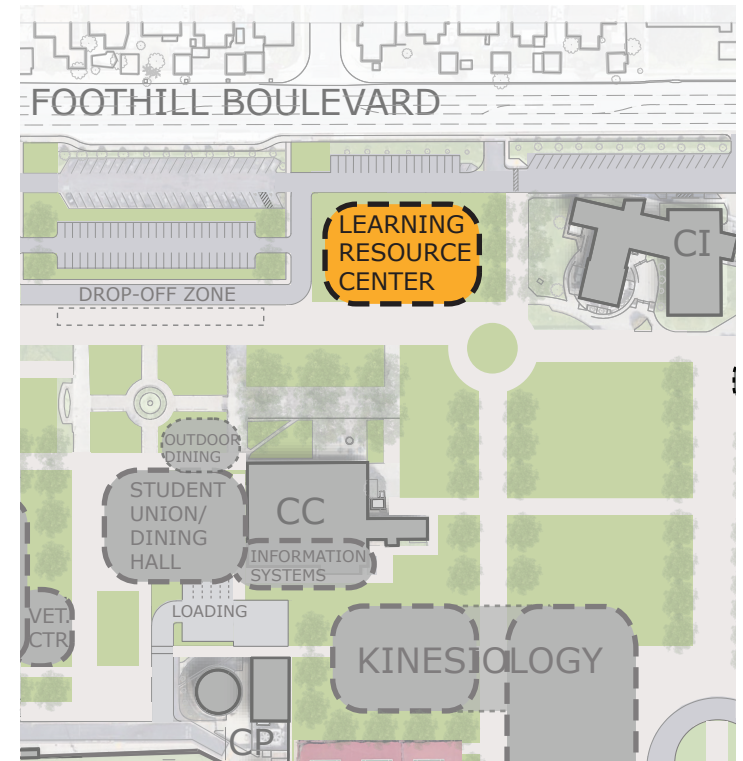 FOOTHILL BOULEVARD
LEARNING
RESOURCE
CENTER
CI
DROP-OFF ZONE
OUTDOOR
DINING
STUDENT
UNION/
DINING
HALL
CC
INFORMATION
SYSTEMS
LOADING
VET.
CTR
KINESIOLOGY
CP